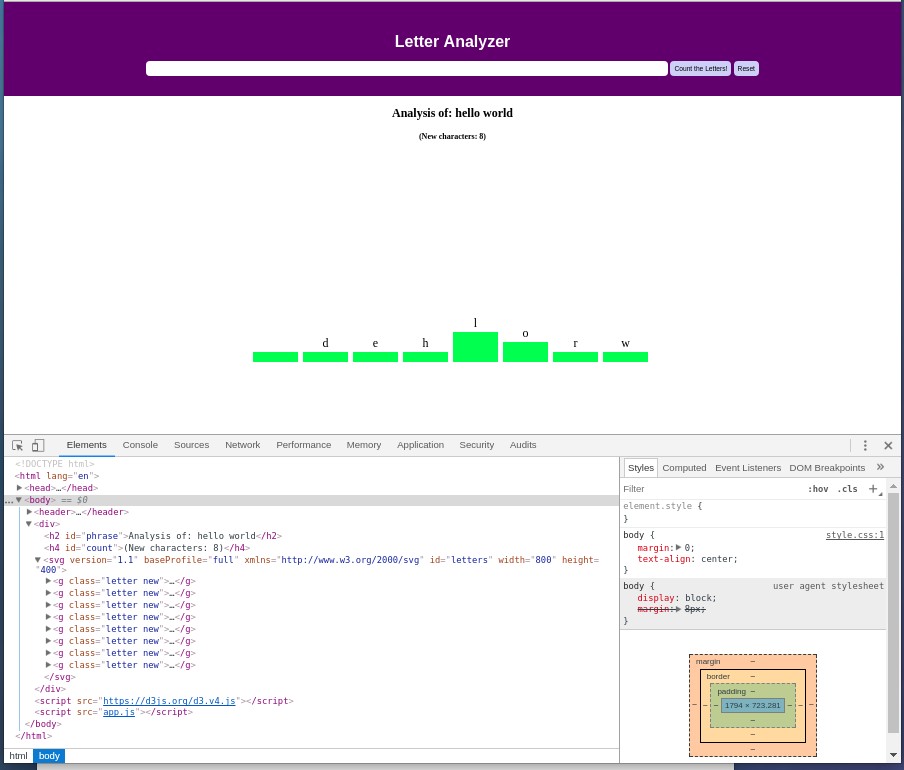 Letter Analyzer
Count the Letters! Reset
Analysis of: hello world
(New characters: 8)
l
o
d e h r w
Elements Console Sources Network Performance Memory Application Security Audits
<!DOCTYPE html>
<html lang="en">
<head>…</head>
… <body> == $0
<header>…</header>
<div>
<h2 id="phrase">Analysis of: hello world</h2>
<h4 id="count">(New characters: 8)</h4>
<svg version="1.1" baseProfile="full" xmlns="http://www.w3.org/2000/svg" id="letters" width="800" height=
"400">
<g class="letter new">…</g>
<g class="letter new">…</g>
<g class="letter new">…</g>
<g class="letter new">…</g>
<g class="letter new">…</g>
<g class="letter new">…</g>
<g class="letter new">…</g>
<g class="letter new">…</g>
</svg>
</div>
<script src="https://d3js.org/d3.v4.js"></script>
<script src="app.js"></script>
</body>
</html>
html body
Styles Computed Event Listeners DOM Breakpoints »
Filter :hov .cls +
element.style {
}
body { style.css:1
margin: 0;
text-align: center;
}
body { user agent stylesheet
display: block;
margin: 8px;
}
margin –
border –
padding –
– – – 1794 × 723.281 – – –
–
–
–